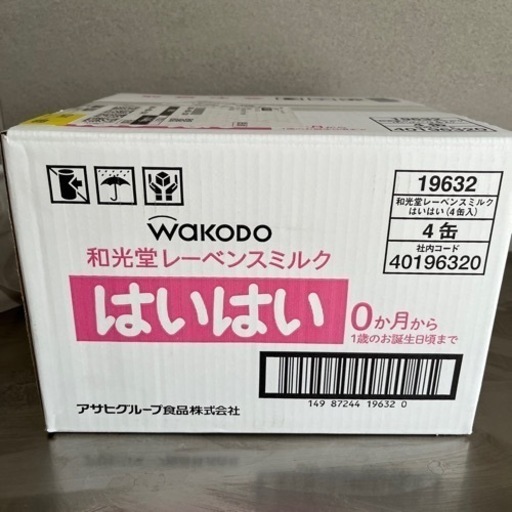 WAKODO
和光堂レーベンスミルク
はいはい
0か月から
1歳のお誕生日頃まで
アサヒグループ食品株式会社
149 87244 19632 0
19632
和光堂レーベンスミルク
はいはい(4缶入)
4缶
社内コード
40196320
40196320